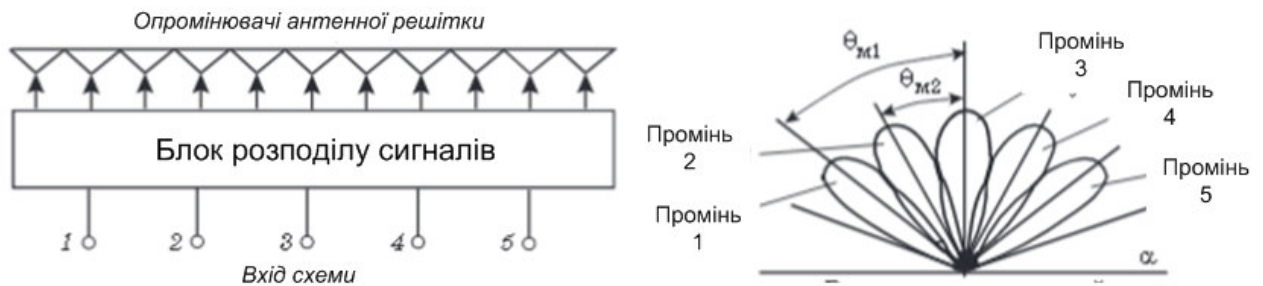 Опромінювачі антенної решітки
Блок розподілу сигналів
1 2 3 4 5
Вхід схеми
θм1
θм2
Промінь
3
Промінь
4
Промінь
2
Промінь
5
Промінь
1
α